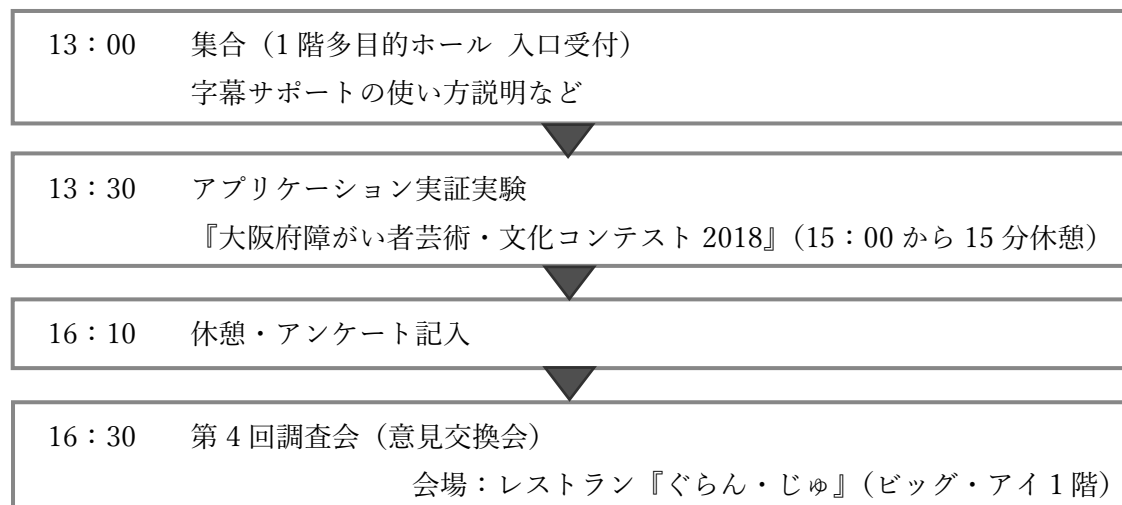 13:00 集合（1階多目的ホール 入口受付）
字幕サポートの使い方説明など
13:30 アプリケーション実証実験
『大阪府障がい者芸術・文化コンテスト 2018』（15:00 から 15 分休憩）
16:10 休憩・アンケート記入
16:30 第 4 回調査会（意見交換会）
会場：レストラン『ぐらん・じゅ』（ビッグ・アイ 1 階）